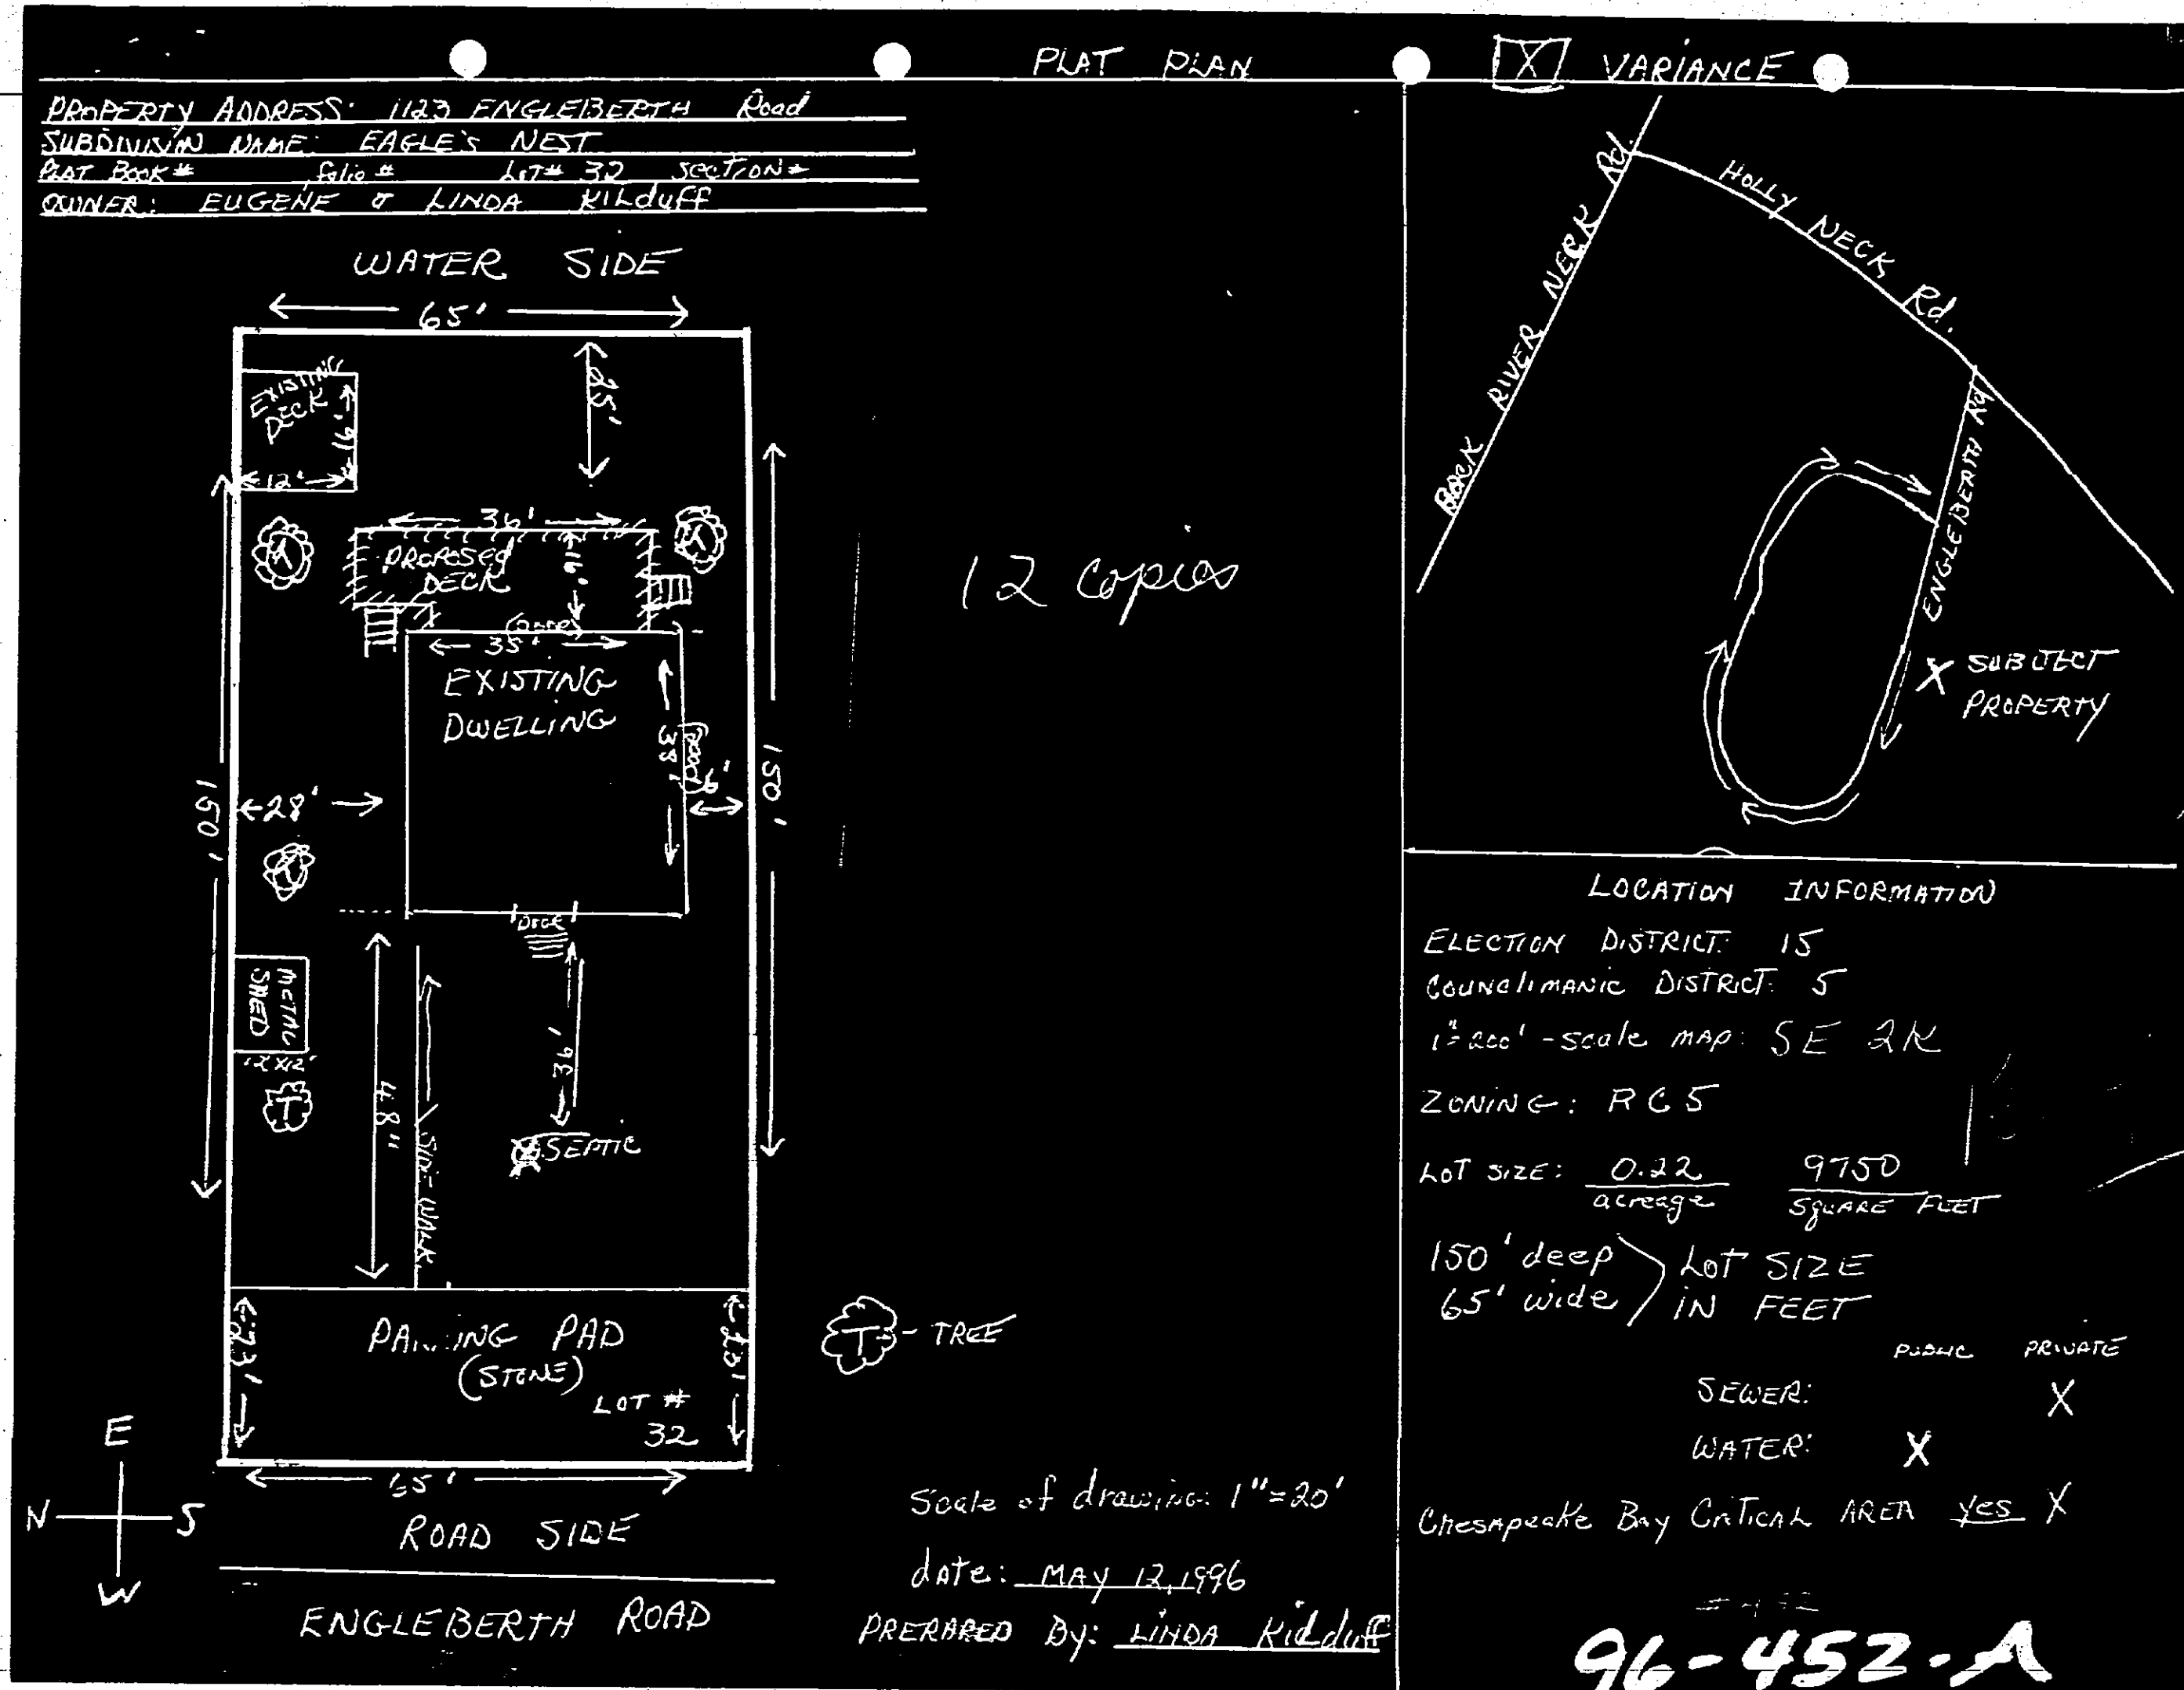 PLAT PLAN
X VARIANCE
PROPERTY ADDRESS: 1123 ENGLEBERTH Road
SUBDIVISIN NAME: EAGLE'S NEST
PLAT BOOK # folio # LOT# 32 SECTION#
OWNER: EUGENE & LINDA KILduFF
WATER SIDE
65'
EXISTING
DECK
16'
12'
25'
36'
PROPOSED
DECK
35'
EXISTING
DWELLING
38'
6'
28'
150'
150'
METAL
SHED
12'X12'
48"
SIDE WALK
36'
SEPTIC
23'
23'
PAKING PAD
(STONE)
LOT #
32
65'
ROAD SIDE
ENGLEBERTH ROAD
E
N S
W
12 copies
T - TREE
Scale of drawing: 1"=20'
date: MAY 12, 1996
PRERARED By: LINDA Kilduff
BACK RIVER NECK Rd.
HOLLY NECK Rd.
ENGLEBERTH Rd
X SUBJECT
PROPERTY
LOCATION INFORMATION
ELECTION DISTRICT: 15
COUNCLIMANIC DISTRICT: 5
1"=200' - scale MAP: SE 2K
ZONING: RC5
LOT SIZE: 0.22 9750
acreage SQUARE FEET
150' deep
65' wide
LOT SIZE
IN FEET
PUBLIC PRIVATE
SEWER: X
WATER: X
Chesapeake Bay CRITICAL AREA yes X
96-452-A